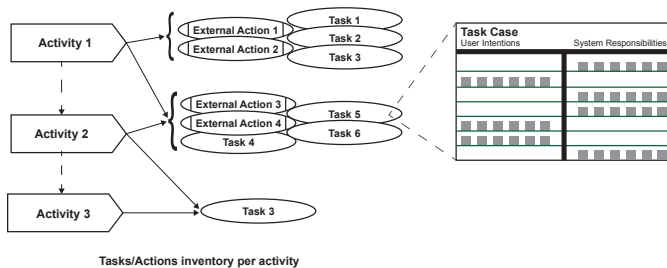 Activity 1
External Action 1
External Action 2
Task 1
Task 2
Task 3
Task Case
User Intentions
System Responsibilities
Activity 2
External Action 3
External Action 4
Task 4
Task 5
Task 6
Activity 3
Task 3
Tasks/Actions inventory per activity